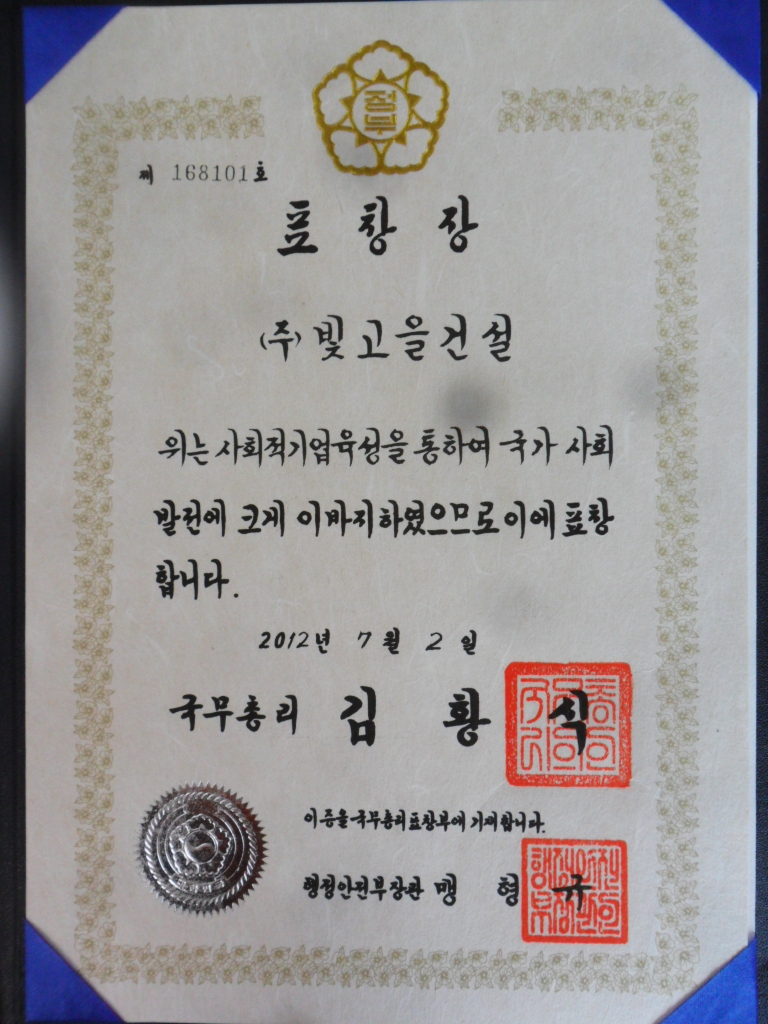 정부
제 168101 호
표창장
(주) 빛고을건설
위는 사회적기업육성을 통하여 국가 사회
발전에 크게 이바지하였으므로 이에 표창
합니다.
2012년 7월 2일
국무총리 김황식
이 증을 국무총리표창부에 기재합니다.
행정안전부장관 맹형규